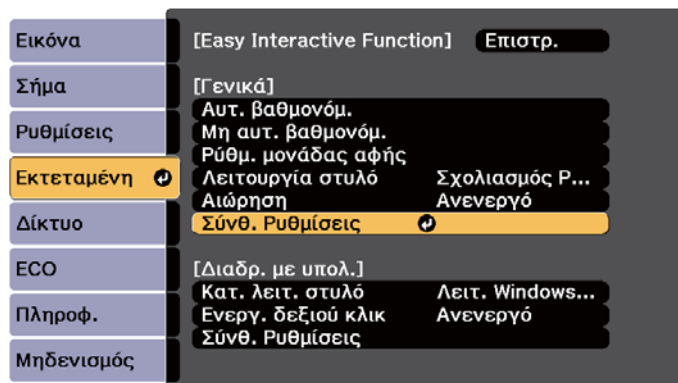 Εικόνα
Σήμα
Ρυθμίσεις
Εκτεταμένη
Δίκτυο
ECO
Πληροφ.
Μηδενισμός
[Easy Interactive Function] Επιστρ.
[Γενικά]
Αυτ. βαθμονόμ.
Μη αυτ. βαθμονόμ.
Ρύθμ. μονάδας αφής
Λειτουργία στυλό Σχολιασμός Ρ...
Αιώρηση Ανενεργό
Σύνθ. Ρυθμίσεις
[Διαδρ. με υπολ.]
Κατ. λειτ. στυλό Λειτ. Windows...
Ενεργ. δεξιού κλικ Ανενεργό
Σύνθ. Ρυθμίσεις